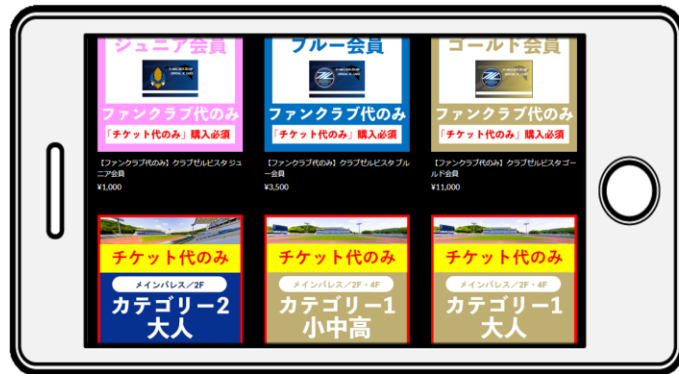 ジュニア会員
ブルー会員
ゴールド会員
ファンクラブ代のみ
ファンクラブ代のみ
ファンクラブ代のみ
「チケット代のみ」購入必須
「チケット代のみ」購入必須
「チケット代のみ」購入必須
【ファンクラブ代のみ】クラブゼルビスタ ジュ
ニア会員
¥1,000
【ファンクラブ代のみ】クラブゼルビスタ ブル
ー会員
¥3,500
【ファンクラブ代のみ】クラブゼルビスタ ゴー
ルド会員
¥11,000
チケット代のみ
メインパレス/2F
カテゴリー2
大人
チケット代のみ
メインパレス/2F・4F
カテゴリー1
小中高
チケット代のみ
メインパレス/2F・4F
カテゴリー1
大人